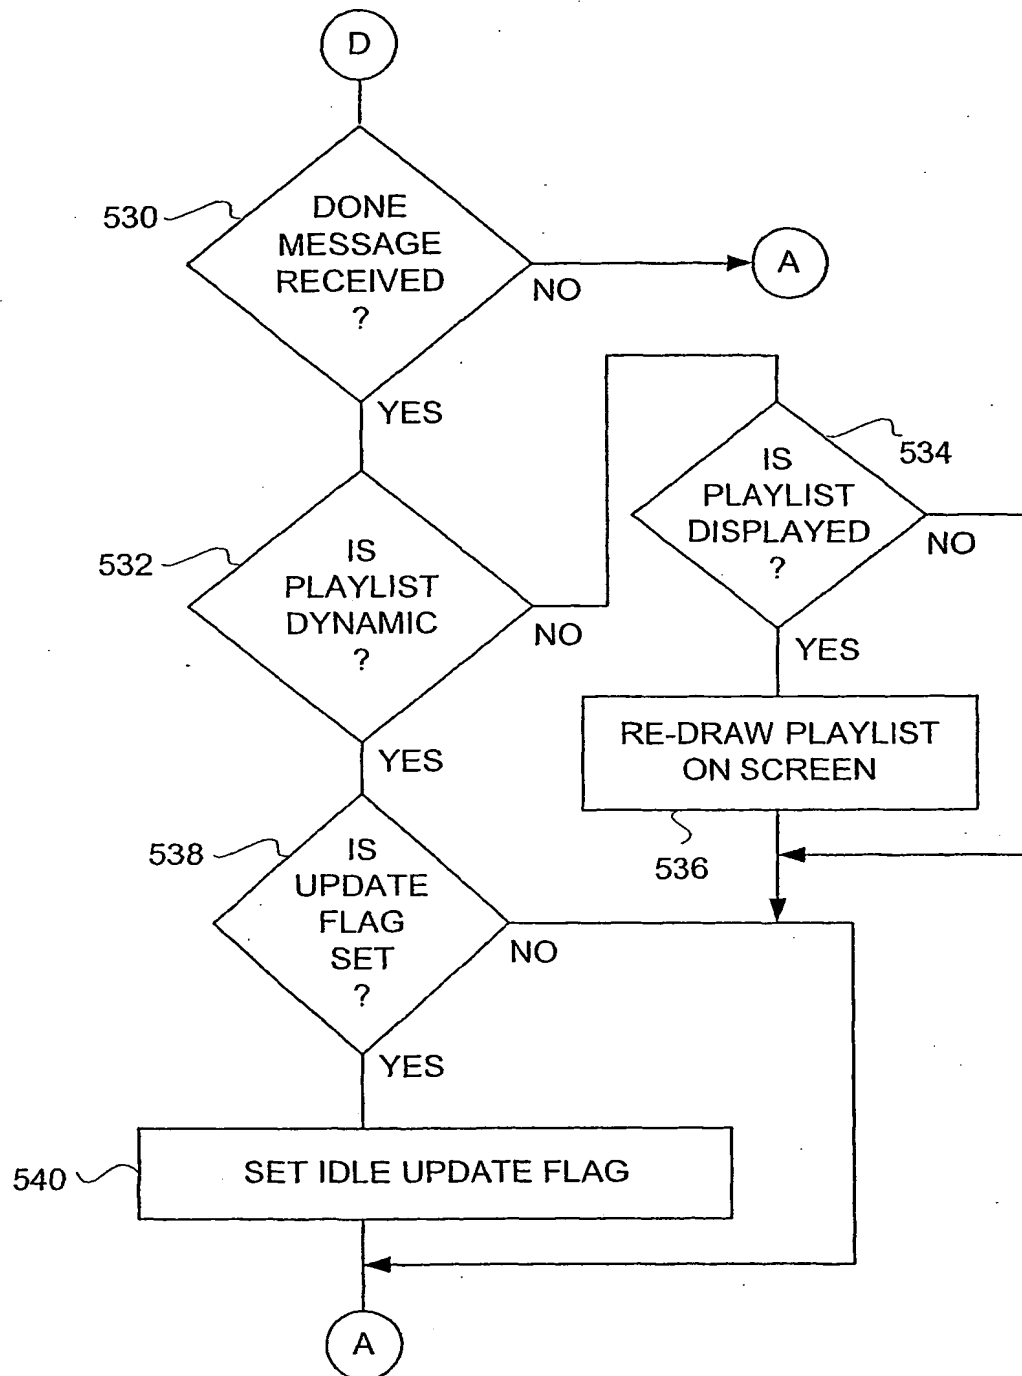 D
530
DONE
MESSAGE
RECEIVED
?
NO
A
YES
532
IS
PLAYLIST
DYNAMIC
?
NO
534
IS
PLAYLIST
DISPLAYED
?
NO
YES
RE-DRAW PLAYLIST
ON SCREEN
536
YES
538
IS
UPDATE
FLAG
SET
?
NO
YES
540
SET IDLE UPDATE FLAG
A